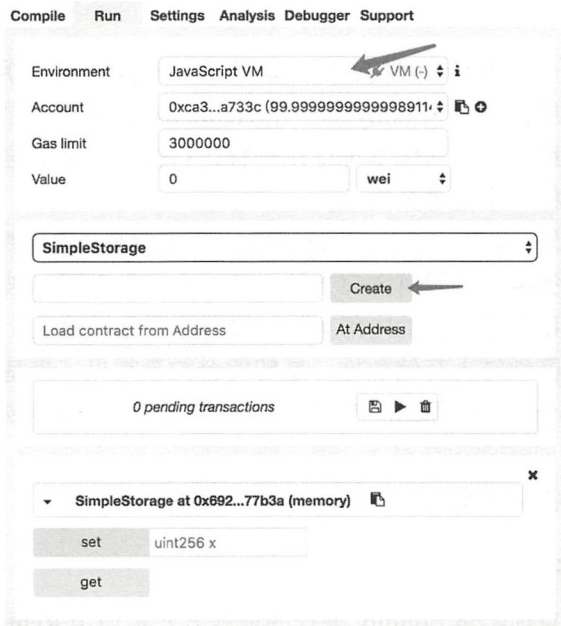 Compile Run Settings Analysis Debugger Support
Environment JavaScript VM VM (-) i
Account 0xca3...a733c (99.99999999999989114
Gas limit 3000000
Value 0 wei
SimpleStorage
Create
Load contract from Address At Address
0 pending transactions
SimpleStorage at 0x692...77b3a (memory)
set uint256 x
get